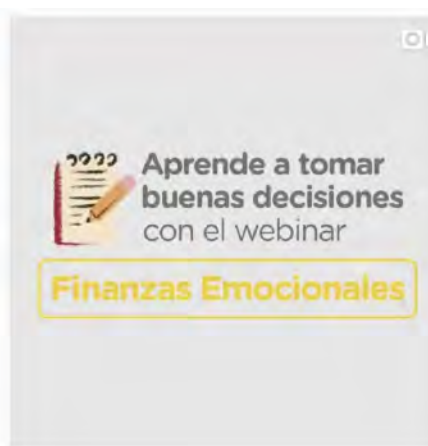 Aprende a tomar
buenas decisiones
con el webinar
Finanzas Emocionales